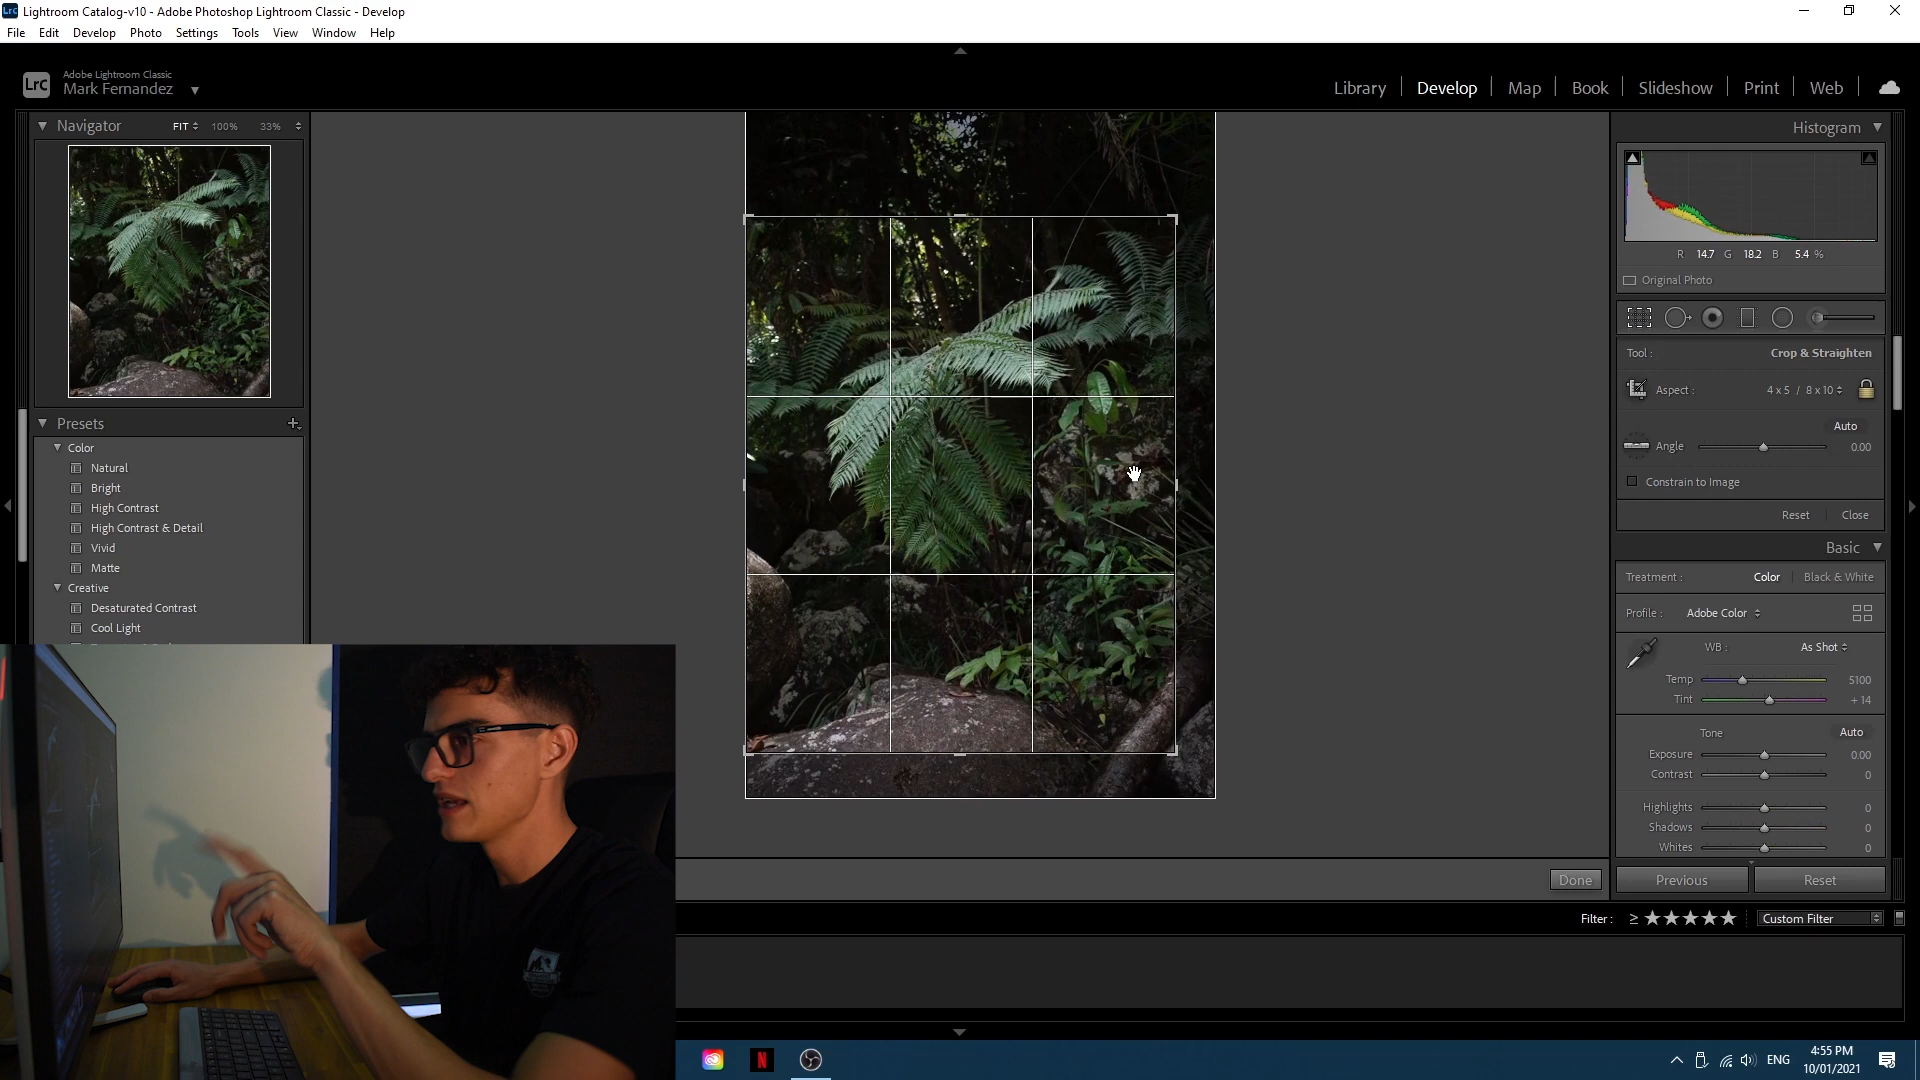 Lrc Lightroom Catalog-v10 - Adobe Photoshop Lightroom Classic - Develop
File Edit Develop Photo Settings Tools View Window Help
Lrc
Adobe Lightroom Classic
Mark Fernandez
Library Develop Map Book Slideshow Print Web
Navigator FIT 100% 33%
Presets
Color
Natural
Bright
High Contrast
High Contrast & Detail
Vivid
Matte
Creative
Desaturated Contrast
Cool Light
Histogram
R 14.7 G 18.2 B 5.4 %
Original Photo
Tool : Crop & Straighten
Aspect : 4 x 5 / 8 x 10
Auto
Angle 0.00
Constrain to Image
Reset Close
Basic
Treatment : Color Black & White
Profile : Adobe Color
WB : As Shot
Temp 5100
Tint + 14
Tone Auto
Exposure 0.00
Contrast 0
Highlights 0
Shadows 0
Whites 0
Done
Previous Reset
Filter : ≥ ★★★★★ Custom Filter
N
ENG
4:55 PM
10/01/2021